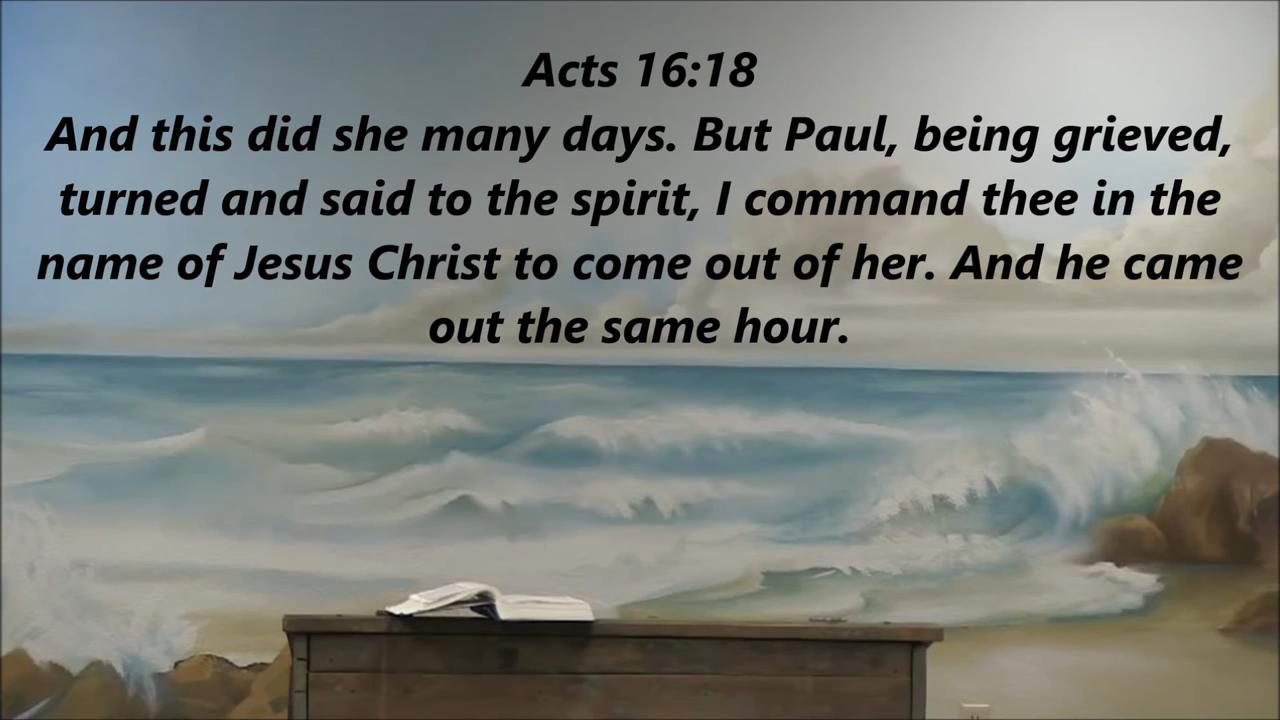 Acts 16:18
And this did she many days. But Paul, being grieved,
turned and said to the spirit, I command thee in the
name of Jesus Christ to come out of her. And he came
out the same hour.